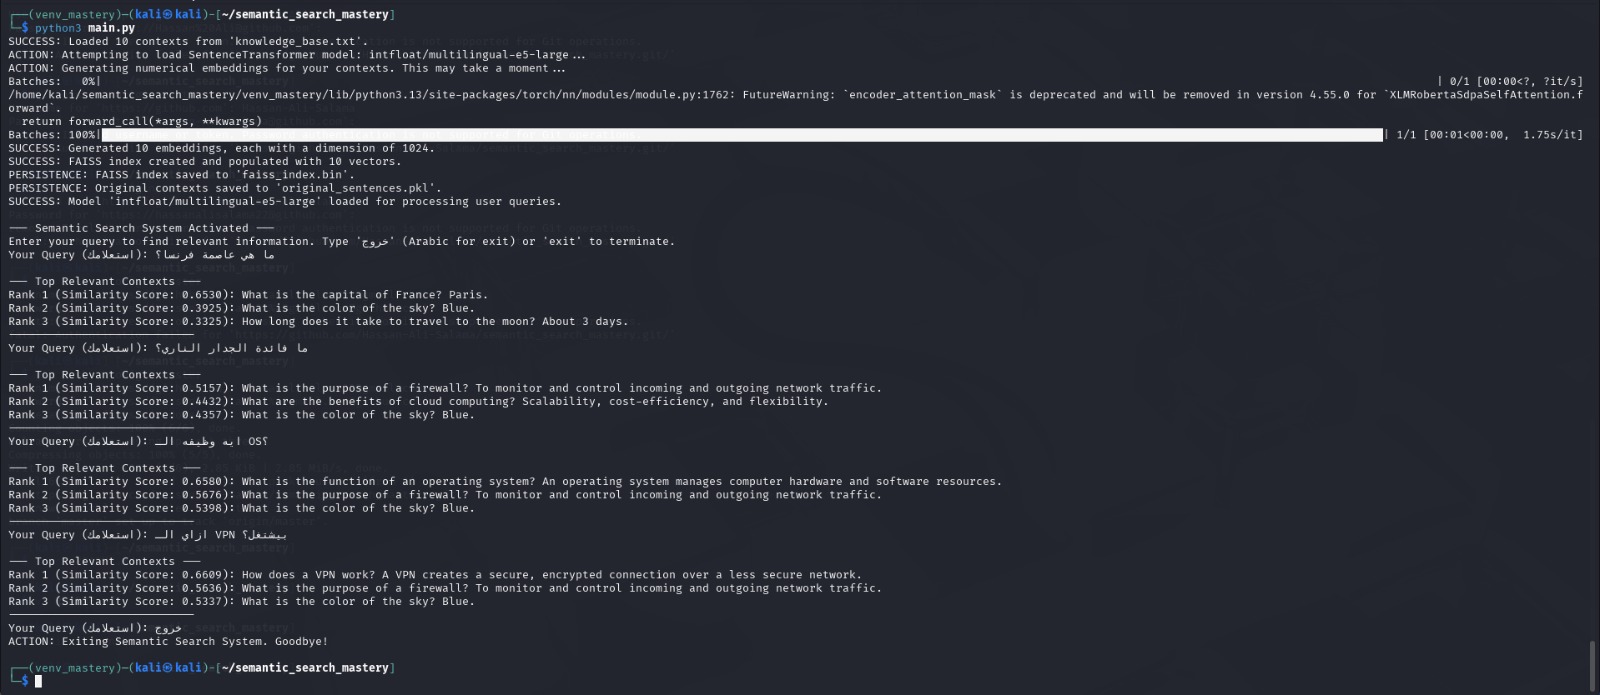 ┌──(venv_mastery)─(kali㉿kali)-[~/semantic_search_mastery]
└─$ python3 main.py
SUCCESS: Loaded 10 contexts from 'knowledge_base.txt'.
ACTION: Attempting to load SentenceTransformer model: intfloat/multilingual-e5-large...
ACTION: Generating numerical embeddings for your contexts. This may take a moment...
Batches:   0%|          | 0/1 [00:00<?, ?it/s]
/home/kali/semantic_search_mastery/venv_mastery/lib/python3.13/site-packages/torch/nn/modules/module.py:1762: FutureWarning: `encoder_attention_mask` is deprecated and will be removed in version 4.55.0 for `XLMRobertaSdpaSelfAttention.f
orward`.
  return forward_call(*args, **kwargs)
Batches: 100%|          | 1/1 [00:01<00:00,  1.75s/it]
SUCCESS: Generated 10 embeddings, each with a dimension of 1024.
SUCCESS: FAISS index created and populated with 10 vectors.
PERSISTENCE: FAISS index saved to 'faiss_index.bin'.
PERSISTENCE: Original contexts saved to 'original_sentences.pkl'.
SUCCESS: Model 'intfloat/multilingual-e5-large' loaded for processing user queries.
--- Semantic Search System Activated ---
Enter your query to find relevant information. Type 'خروج' (Arabic for exit) or 'exit' to terminate.
Your Query (استعلامك): ما هي عاصمة فرنسا؟
--- Top Relevant Contexts ---
Rank 1 (Similarity Score: 0.6530): What is the capital of France? Paris.
Rank 2 (Similarity Score: 0.3925): What is the color of the sky? Blue.
Rank 3 (Similarity Score: 0.3325): How long does it take to travel to the moon? About 3 days.
Your Query (استعلامك): ما فائدة الجدار الناري؟
--- Top Relevant Contexts ---
Rank 1 (Similarity Score: 0.5157): What is the purpose of a firewall? To monitor and control incoming and outgoing network traffic.
Rank 2 (Similarity Score: 0.4432): What are the benefits of cloud computing? Scalability, cost-efficiency, and flexibility.
Rank 3 (Similarity Score: 0.4357): What is the color of the sky? Blue.
Your Query (استعلامك): ايه وظيفه الـ OS؟
--- Top Relevant Contexts ---
Rank 1 (Similarity Score: 0.6580): What is the function of an operating system? An operating system manages computer hardware and software resources.
Rank 2 (Similarity Score: 0.5676): What is the purpose of a firewall? To monitor and control incoming and outgoing network traffic.
Rank 3 (Similarity Score: 0.5398): What is the color of the sky? Blue.
Your Query (استعلامك): ازاي الـ VPN بيشتغل؟
--- Top Relevant Contexts ---
Rank 1 (Similarity Score: 0.6609): How does a VPN work? A VPN creates a secure, encrypted connection over a less secure network.
Rank 2 (Similarity Score: 0.5636): What is the purpose of a firewall? To monitor and control incoming and outgoing network traffic.
Rank 3 (Similarity Score: 0.5337): What is the color of the sky? Blue.
Your Query (استعلامك): خروج
ACTION: Exiting Semantic Search System. Goodbye!
┌──(venv_mastery)─(kali㉿kali)-[~/semantic_search_mastery]
└─$